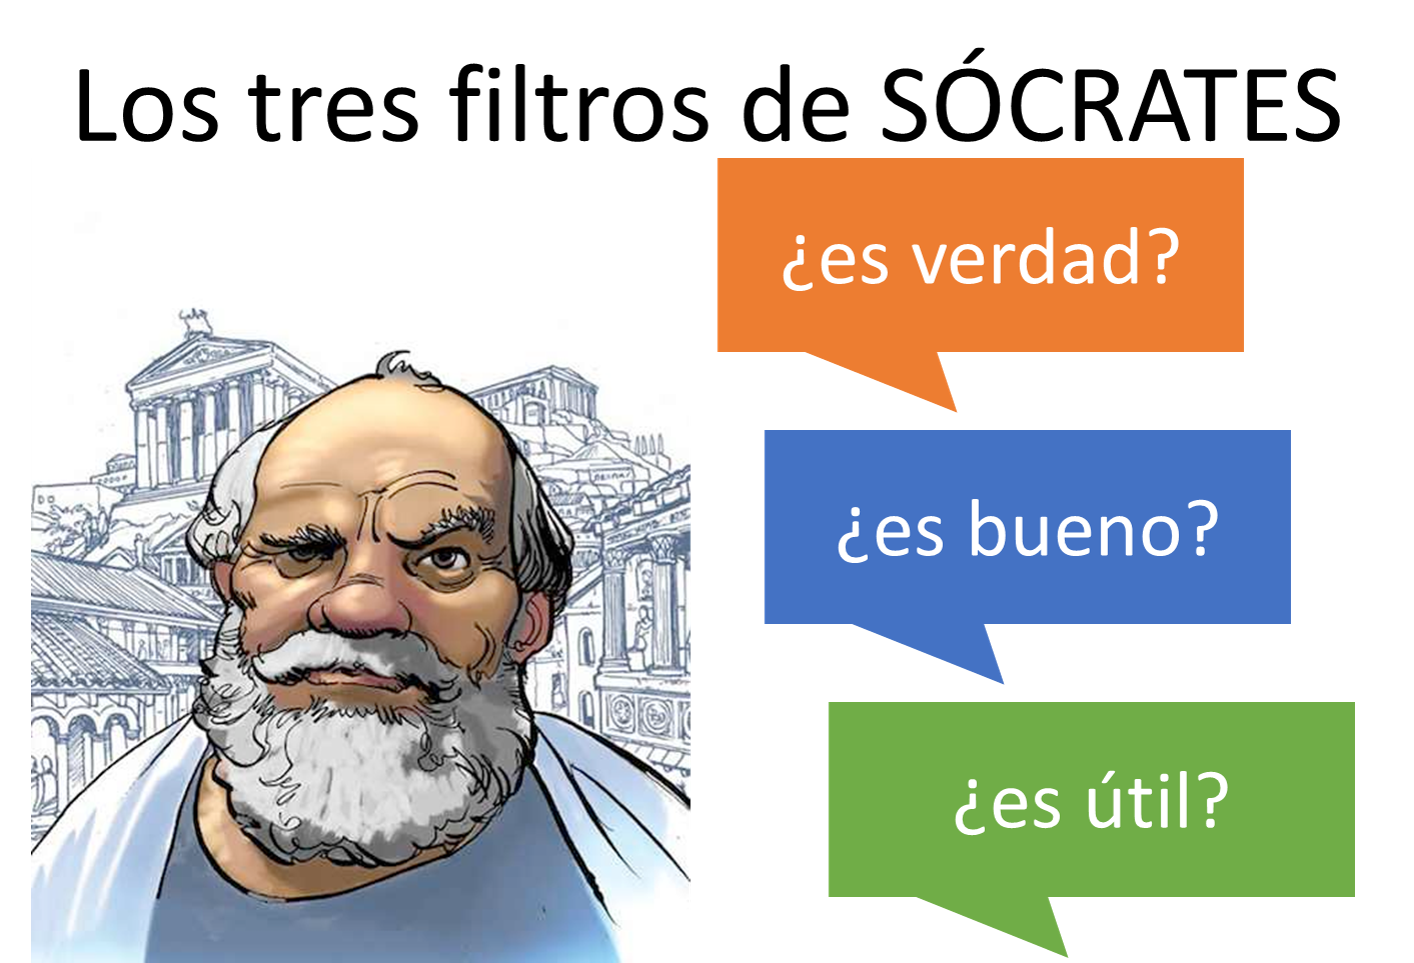 Los tres filtros de SÓCRATES
¿es verdad?
¿es bueno?
¿es útil?